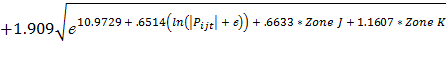 +1.909√e^10.9729 + .6514(ln(|P_ijt| + ϵ)) + .6633 * Zone J + 1.1607 * Zone K